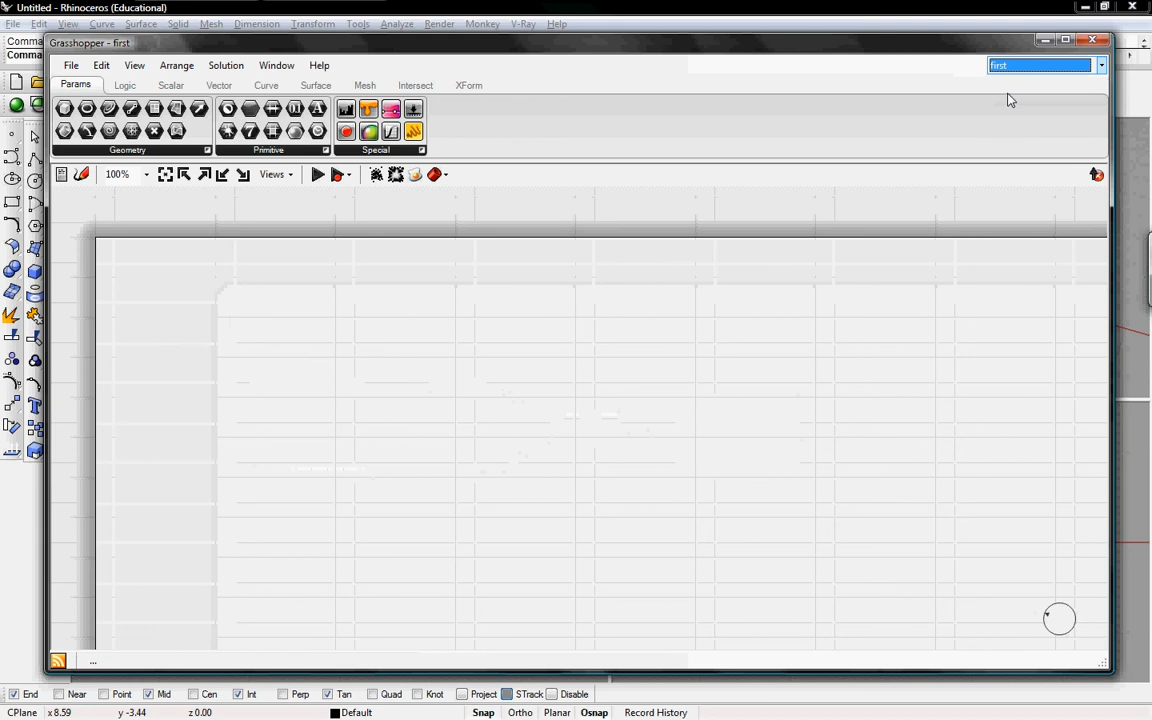 Untitled - Rhinoceros (Educational)
File Edit View Curve Surface Solid Mesh Dimension Transform Tools Analyze Render Monkey V-Ray Help
Comma
Grasshopper - first
Comma
File Edit View Arrange Solution Window Help
first
Params Logic Scalar Vector Curve Surface Mesh Intersect XForm
Geometry Primitive Special
100% Views
...
End Near Point Mid Cen Int Perp Tan Quad Knot Project STrack Disable
CPlane x 8.59 y -3.44 z 0.00 Default Snap Ortho Planar Osnap Record History